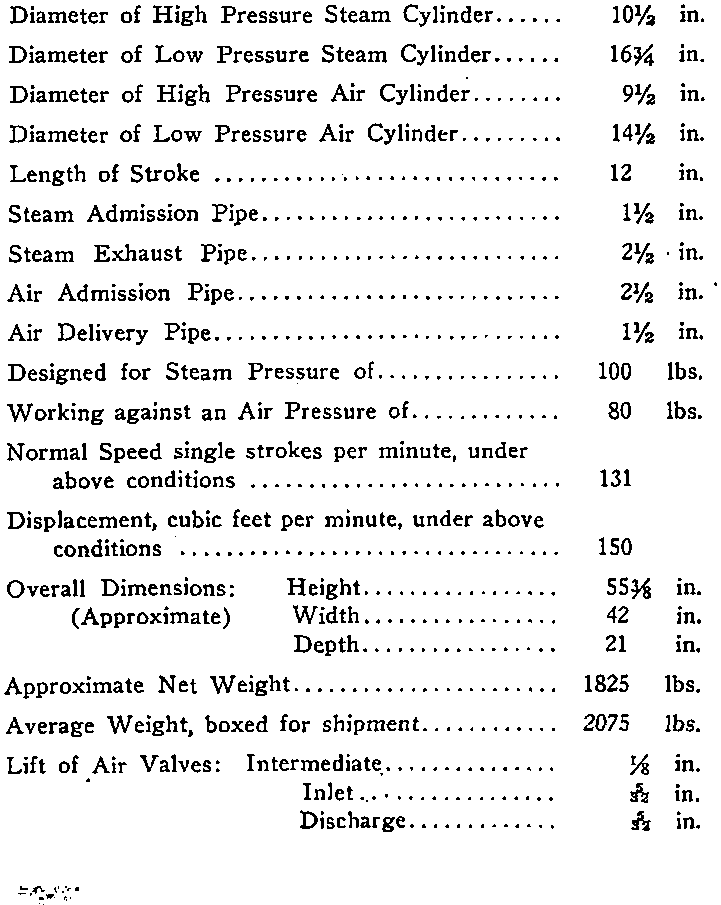 Diameter of High Pressure Steam Cylinder...... 10½ in.
Diameter of Low Pressure Steam Cylinder...... 16¾ in.
Diameter of High Pressure Air Cylinder........ 9½ in.
Diameter of Low Pressure Air Cylinder......... 14½ in.
Length of Stroke ............................. 12 in.
Steam Admission Pipe.......................... 1½ in.
Steam Exhaust Pipe........................... 2½ in.
Air Admission Pipe............................ 2½ in.
Air Delivery Pipe.............................. 1½ in.
Designed for Steam Pressure of................ 100 lbs.
Working against an Air Pressure of............. 80 lbs.
Normal Speed single strokes per minute, under
above conditions ........................... 131
Displacement, cubic feet per minute, under above
conditions ................................. 150
Overall Dimensions: Height................. 55⅜ in.
(Approximate) Width................. 42 in.
Depth................. 21 in.
Approximate Net Weight....................... 1825 lbs.
Average Weight, boxed for shipment............ 2075 lbs.
Lift of Air Valves: Intermediate............... ⅛ in.
Inlet.................. 5/32 in.
Discharge............. 5/32 in.